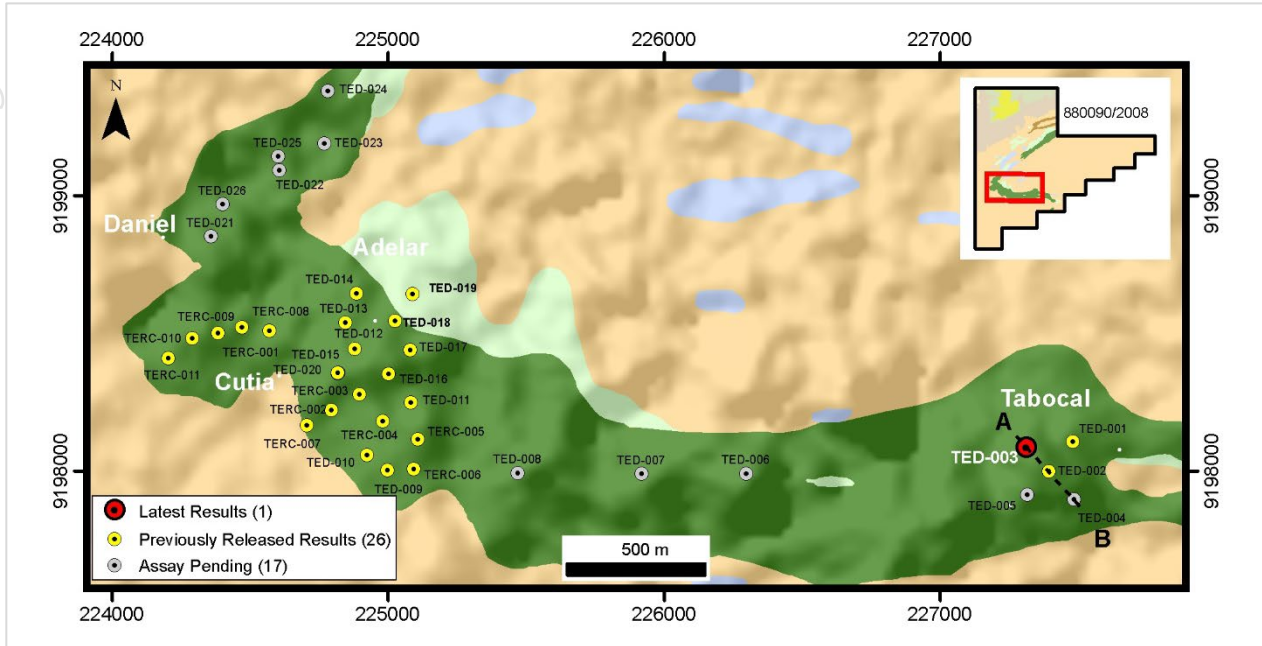 224000
225000
226000
227000
N
880090/2008
TED-024
TED-025
TED-023
TED-022
9199000
9199000
TED-026
Daniel
TED-021
Adelar
TED-014
TED-019
TERC-009
TERC-008
TED-013
TED-018
TERC-010
TED-012
TERC-001
TED-015
TED-017
TERC-011
Cutia
TED-020
TED-016
TERC-003
Tabocal
TERC-002
TED-011
A
TERC-007
TERC-004
TERC-005
TED-001
TED-003
TED-010
TED-008
TED-007
TED-006
TED-002
9198000
9198000
TERC-006
TED-009
TED-005
TED-004
B
Latest Results (1)
Previously Released Results (26)
Assay Pending (17)
500 m
224000
225000
226000
227000